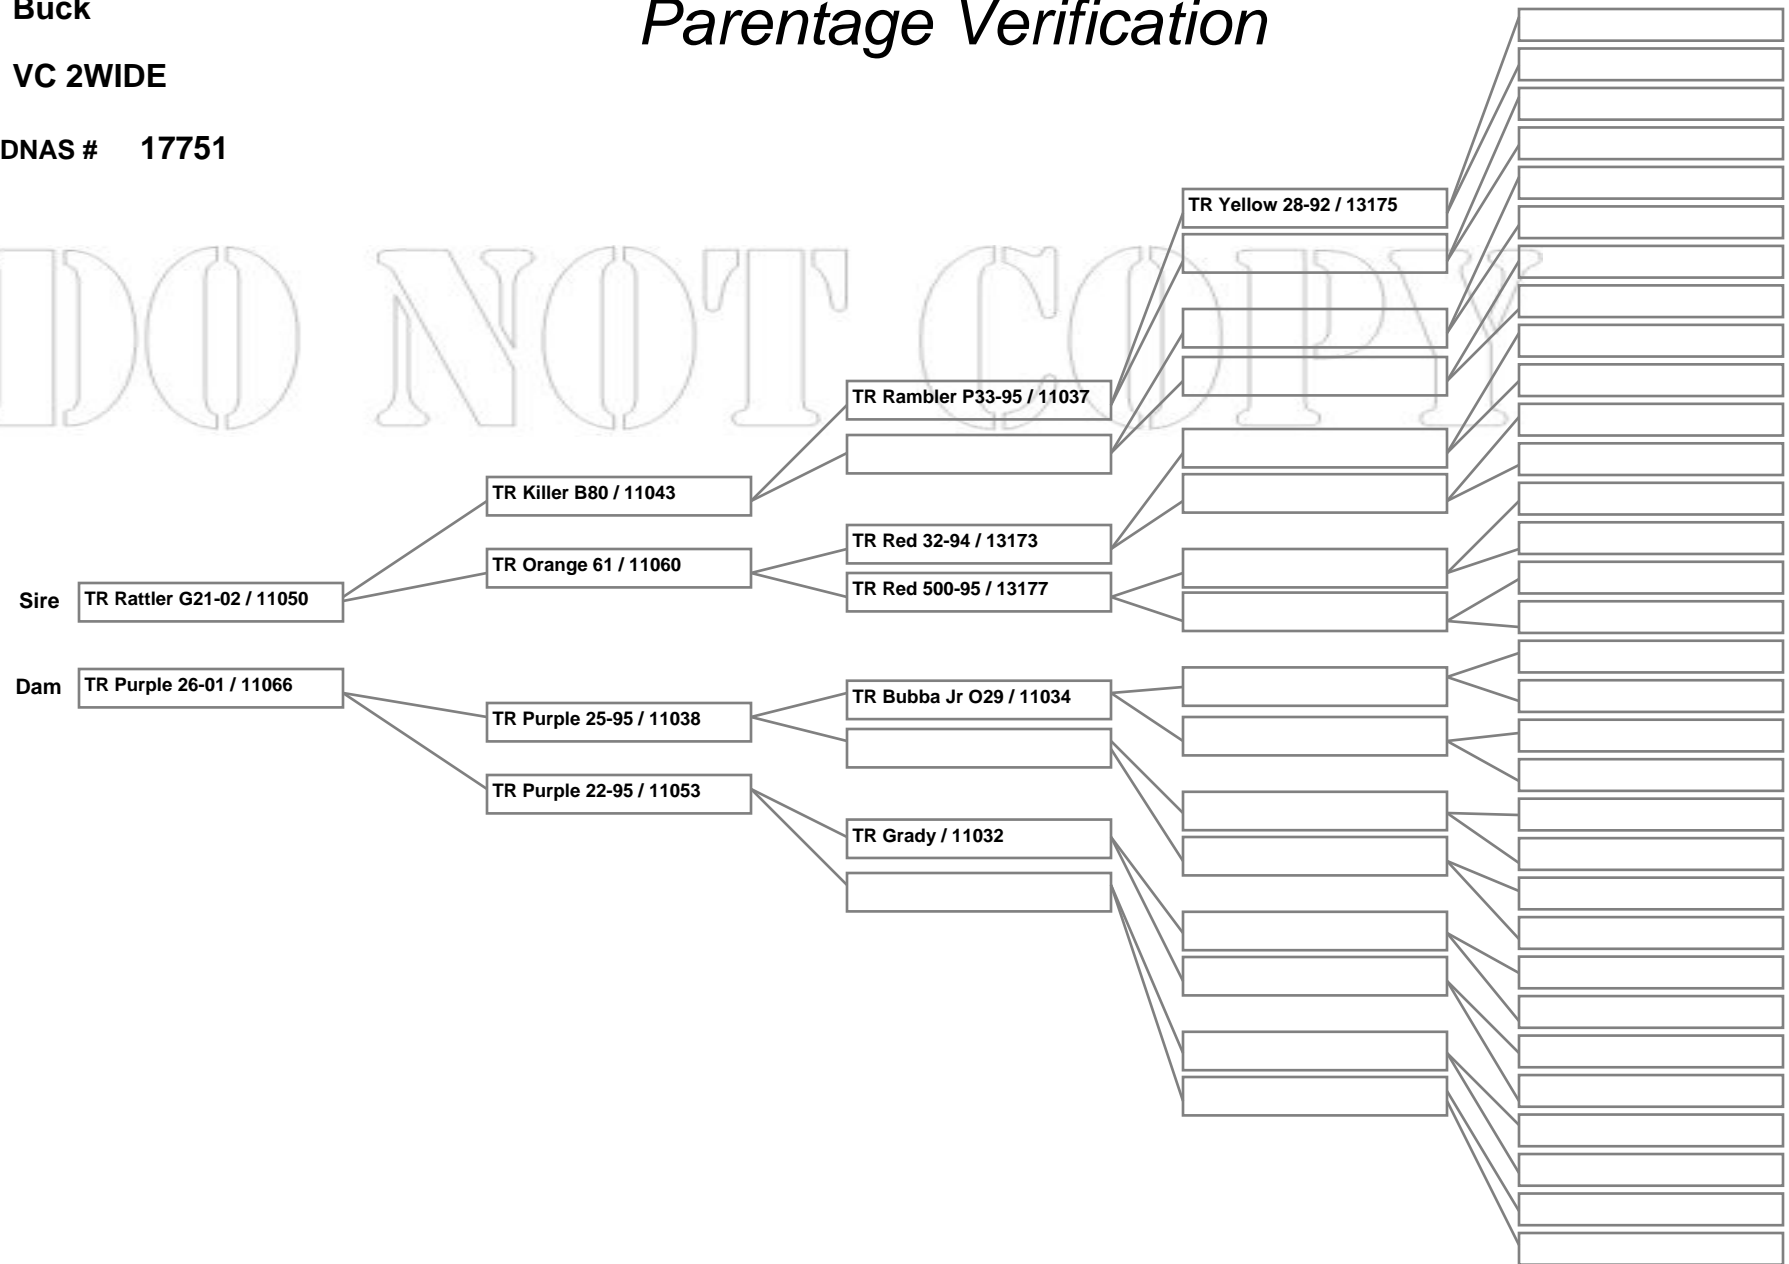 Buck
Parentage Verification
VC 2WIDE
DNAS # 17751
TR Yellow 28-92 / 13175
DO NOT COPY
TR Rambler P33-95 / 11037
TR Killer B80 / 11043
TR Red 32-94 / 13173
TR Orange 61 / 11060
TR Red 500-95 / 13177
Sire TR Rattler G21-02 / 11050
Dam TR Purple 26-01 / 11066
TR Bubba Jr O29 / 11034
TR Purple 25-95 / 11038
TR Purple 22-95 / 11053
TR Grady / 11032